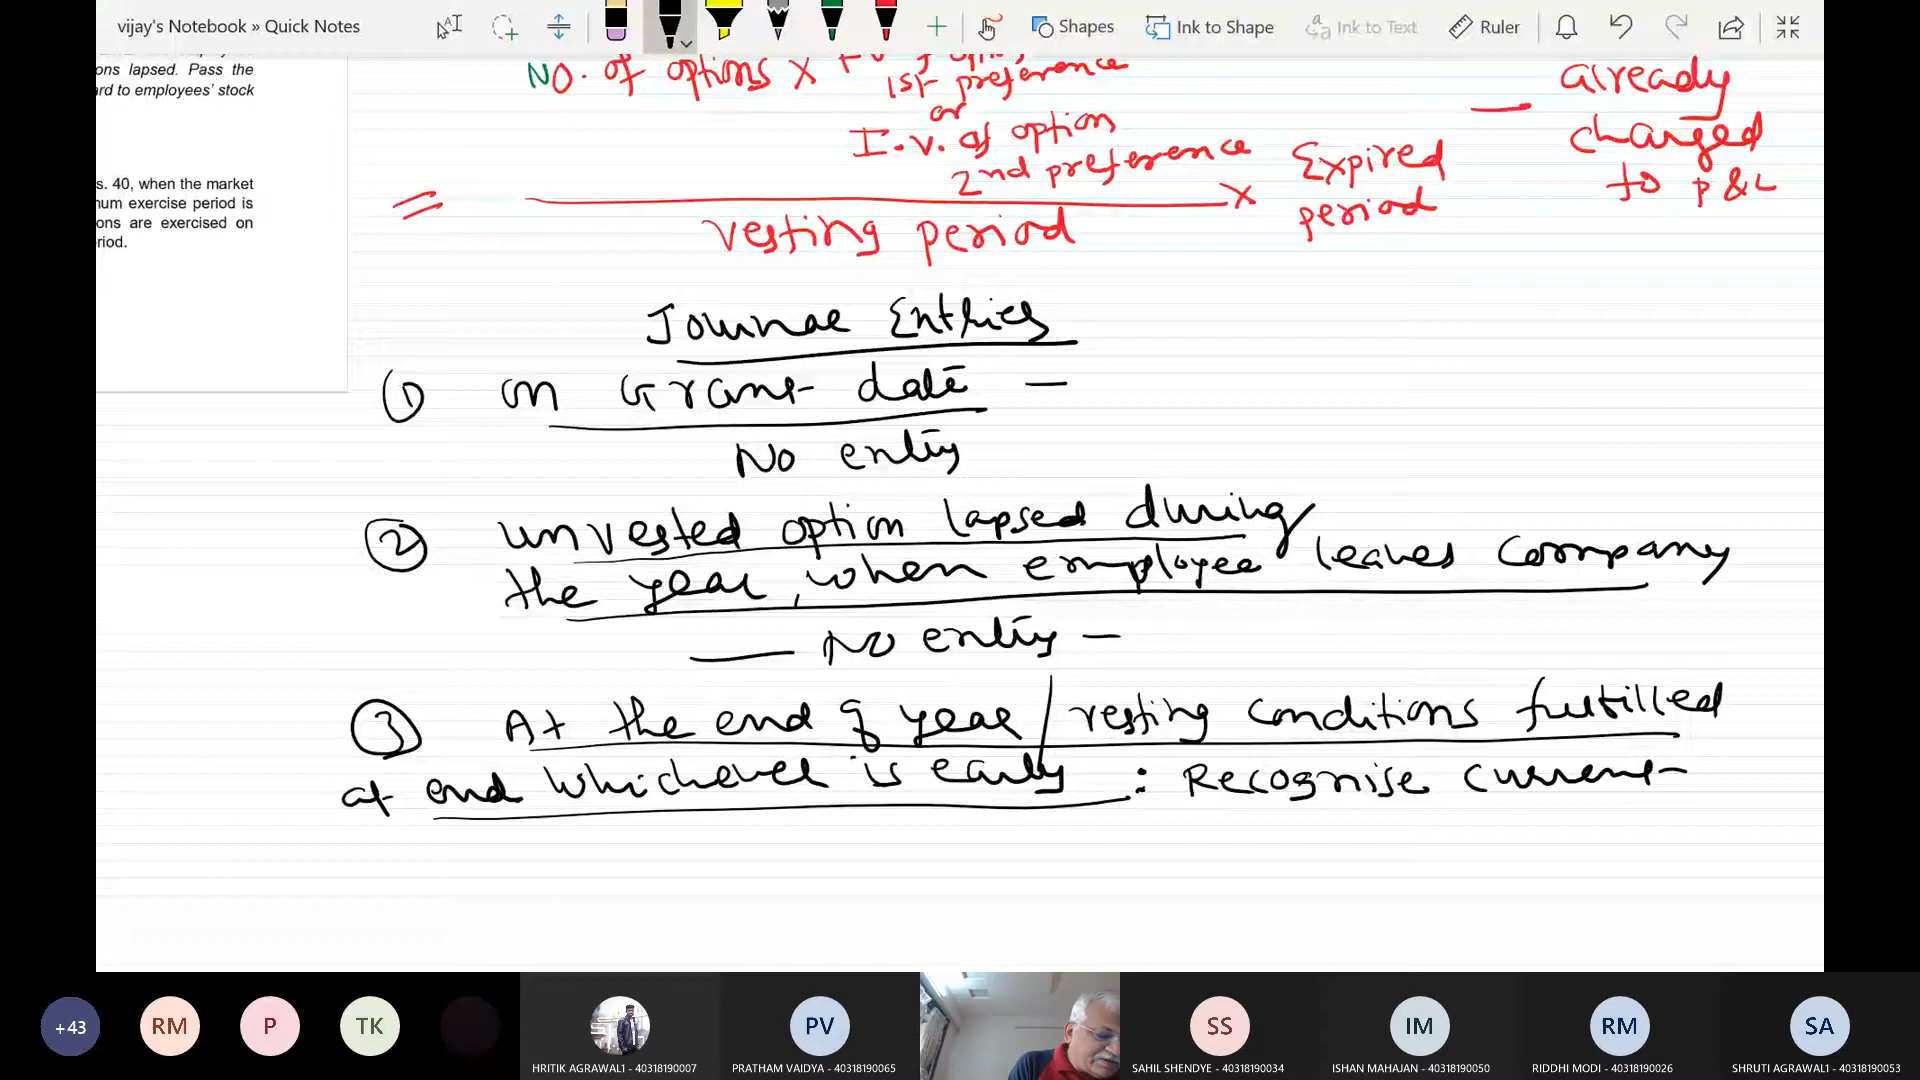 vijay's Notebook » Quick Notes
Shapes
Ink to Shape
Ink to Text
Ruler
ons lapsed. Pass the
ard to employees' stock
s. 40, when the market
num exercise period is
ons are exercised on
riod.
NO. of options X
1st preference
or
I.V. of option
2nd preference
=
vesting period
X Expired
period
— already
charged
to P&L
Journal Entries
① on Grant date —
No entry
② unvested option lapsed during
the year, when employee leaves company
— No entry —
③ At the end of year / vesting conditions fulfilled
at end whichever is early : Recognise current
+43
RM
P
TK
HRITIK AGRAWAL1 - 40318190007
PV
PRATHAM VAIDYA - 40318190065
SS
SAHIL SHENDYE - 40318190034
IM
ISHAN MAHAJAN - 40318190050
RM
RIDDHI MODI - 40318190026
SA
SHRUTI AGRAWAL1 - 40318190053